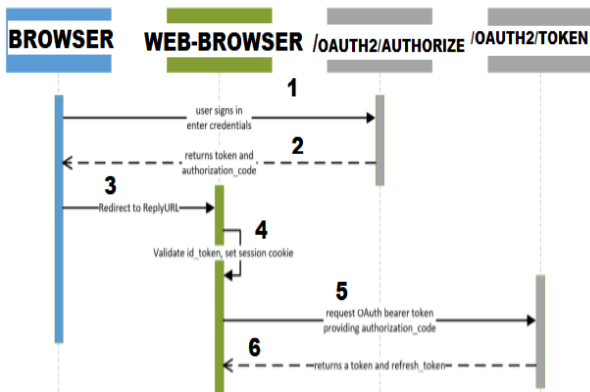 BROWSER
WEB-BROWSER
/OAUTH2/AUTHORIZE
/OAUTH2/TOKEN
1
user signs in
enter credentials
2
returns token and
authorization_code
3
Redirect to ReplyURL
4
Validate id_token, set session cookie
5
request OAuth bearer token
providing authorization_code
6
returns a token and refresh_token